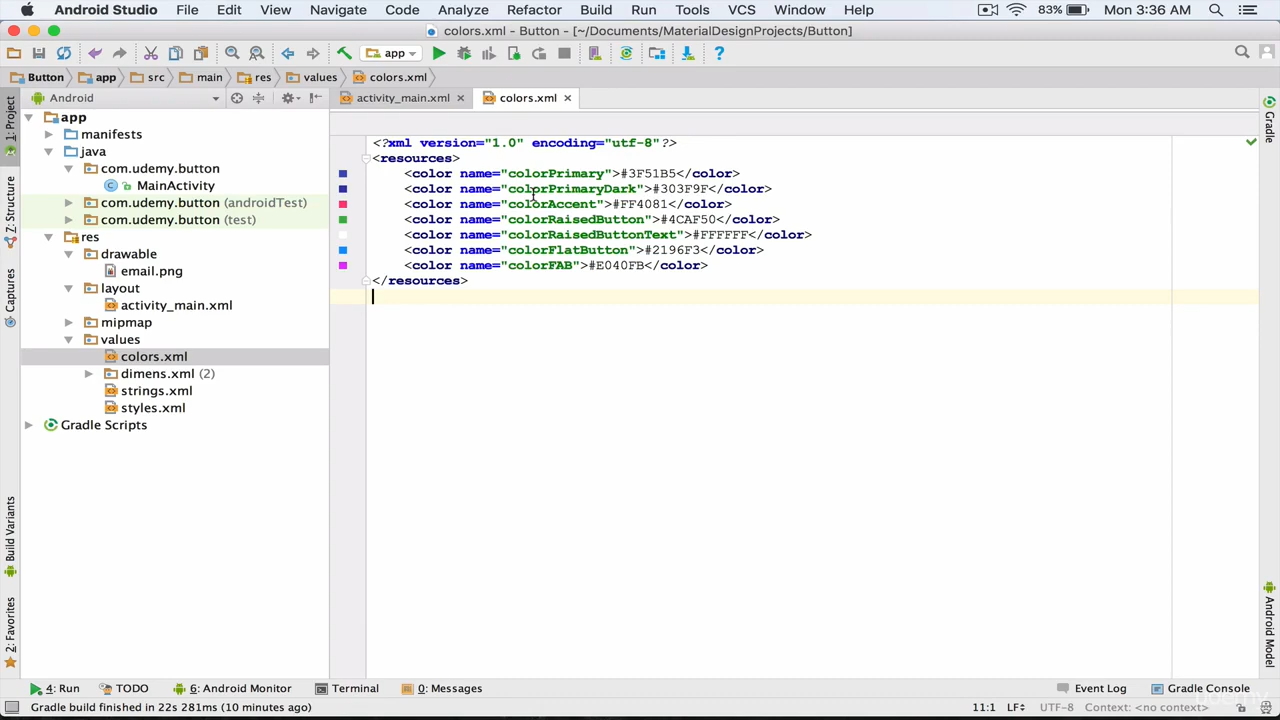 Android Studio File Edit View Navigate Code Analyze Refactor Build Run Tools VCS Window Help 83% Mon 3:36 AM
colors.xml - Button - [~/Documents/MaterialDesignProjects/Button]
app
Button app src main res values colors.xml
Android
activity_main.xml colors.xml
1: Project
Z: Structure
Captures
Build Variants
2: Favorites
app
manifests
java
com.udemy.button
MainActivity
com.udemy.button (androidTest)
com.udemy.button (test)
res
drawable
email.png
layout
activity_main.xml
mipmap
values
colors.xml
dimens.xml (2)
strings.xml
styles.xml
Gradle Scripts
<?xml version="1.0" encoding="utf-8"?>
<resources>
<color name="colorPrimary">#3F51B5</color>
<color name="colorPrimaryDark">#303F9F</color>
<color name="colorAccent">#FF4081</color>
<color name="colorRaisedButton">#4CAF50</color>
<color name="colorRaisedButtonText">#FFFFFF</color>
<color name="colorFlatButton">#2196F3</color>
<color name="colorFAB">#E040FB</color>
</resources>
Gradle
Android Model
4: Run TODO 6: Android Monitor Terminal 0: Messages Event Log Gradle Console
Gradle build finished in 22s 281ms (10 minutes ago) 11:1 LF÷ UTF-8 Context: <no context>